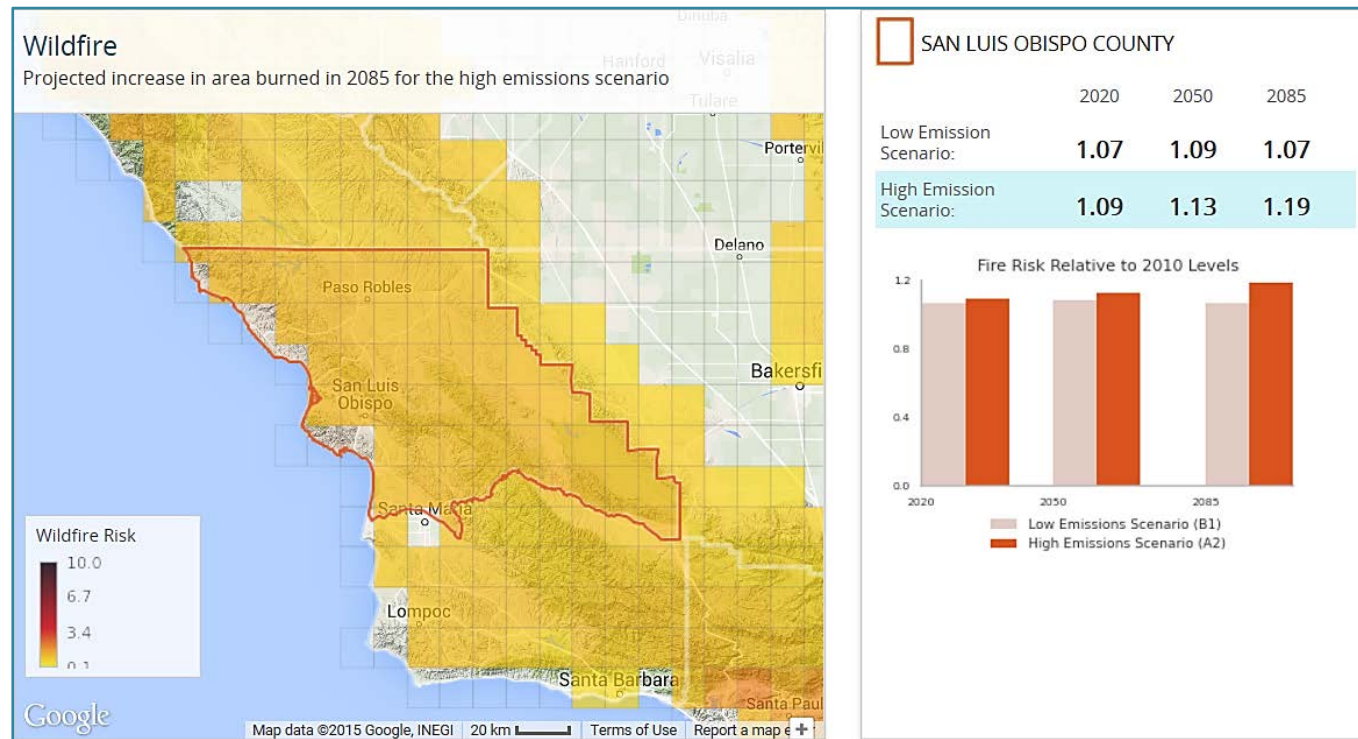 Wildfire
Projected increase in area burned in 2085 for the high emissions scenario
Dinuba
Hanford
Visalia
Tulare
Delano
Paso Robles
San Luis
Obispo
Santa Maria
Lompoc
Santa Barbara
Santa Paul
Wildfire Risk
10.0
6.7
3.4
0.1
Google
Map data ©2015 Google, INEGI
20 km
Terms of Use
Report a map e
+
SAN LUIS OBISPO COUNTY
2020 2050 2085
Low Emission
Scenario: 1.07 1.09 1.07
High Emission
Scenario: 1.09 1.13 1.19
Fire Risk Relative to 2010 Levels
1.2
0.8
0.4
0.0
2020 2050 2085
Low Emissions Scenario (B1)
High Emissions Scenario (A2)